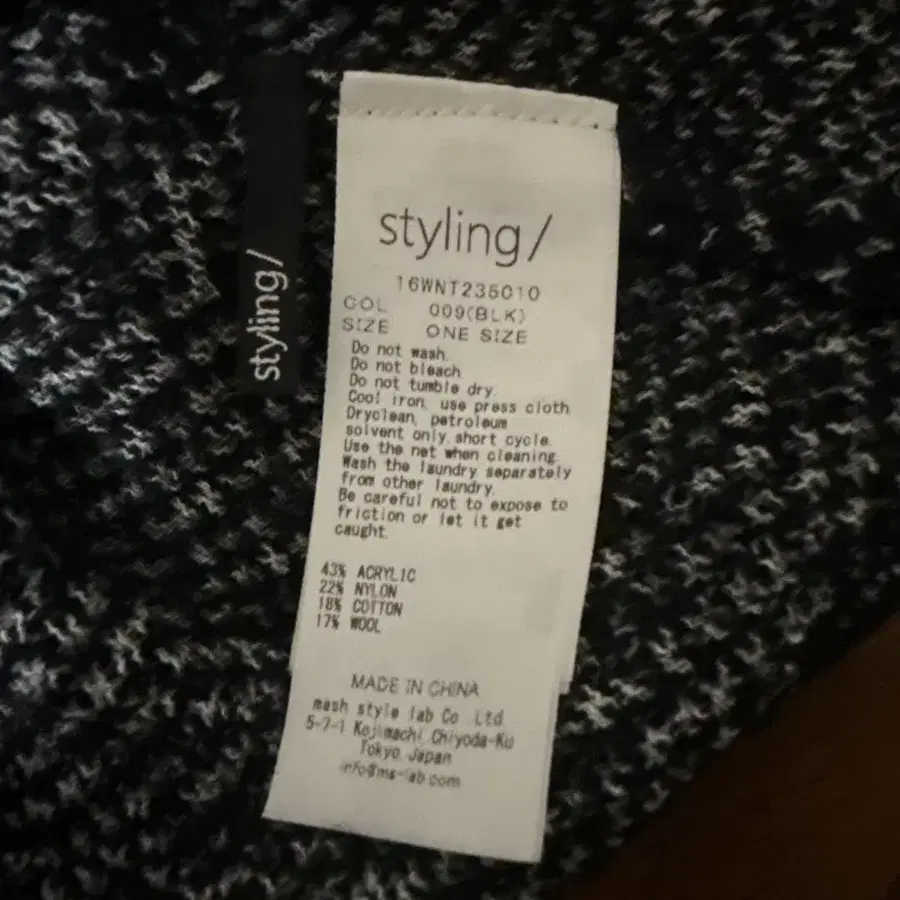 styling/
styling/
16WNT235010
COL 009(BLK)
SIZE ONE SIZE
Do not wash.
Do not bleach.
Do not tumble dry.
Cool iron, use press cloth.
Dryclean, petroleum
solvent only short cycle.
Use the net when cleaning.
Wash the laundry separately
from other laundry.
Be careful not to expose to
friction or let it get
caught.
43% ACRYLIC
22% NYLON
18% COTTON
17% WOOL
MADE IN CHINA
mash style lab Co. Ltd.
5-7-1 Kojimachi, Chiyoda-Ku
Tokyo Japan
info@ms-lab.com